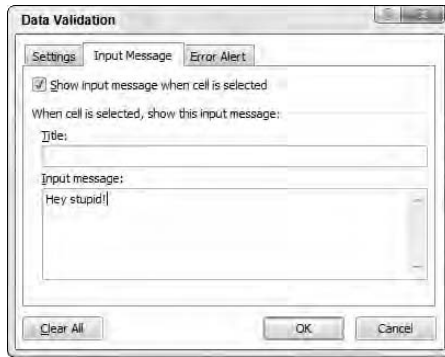 Data Validation
Settings Input Message Error Alert
Show input message when cell is selected
When cell is selected, show this input message:
Title:
Input message:
Hey stupid!
Clear All OK Cancel